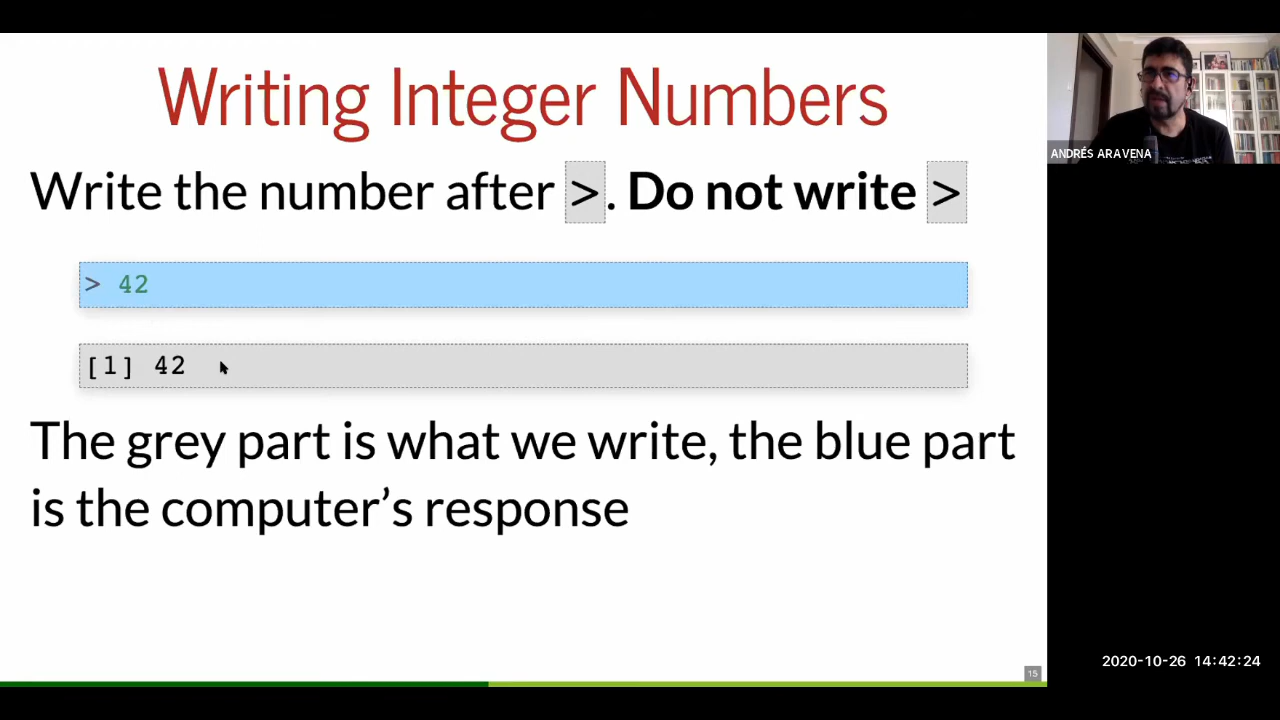 Writing Integer Numbers
Write the number after >. Do not write >
> 42
[1] 42
The grey part is what we write, the blue part
is the computer’s response
15
ANDRÉS ARAVENA
2020-10-26 14:42:24